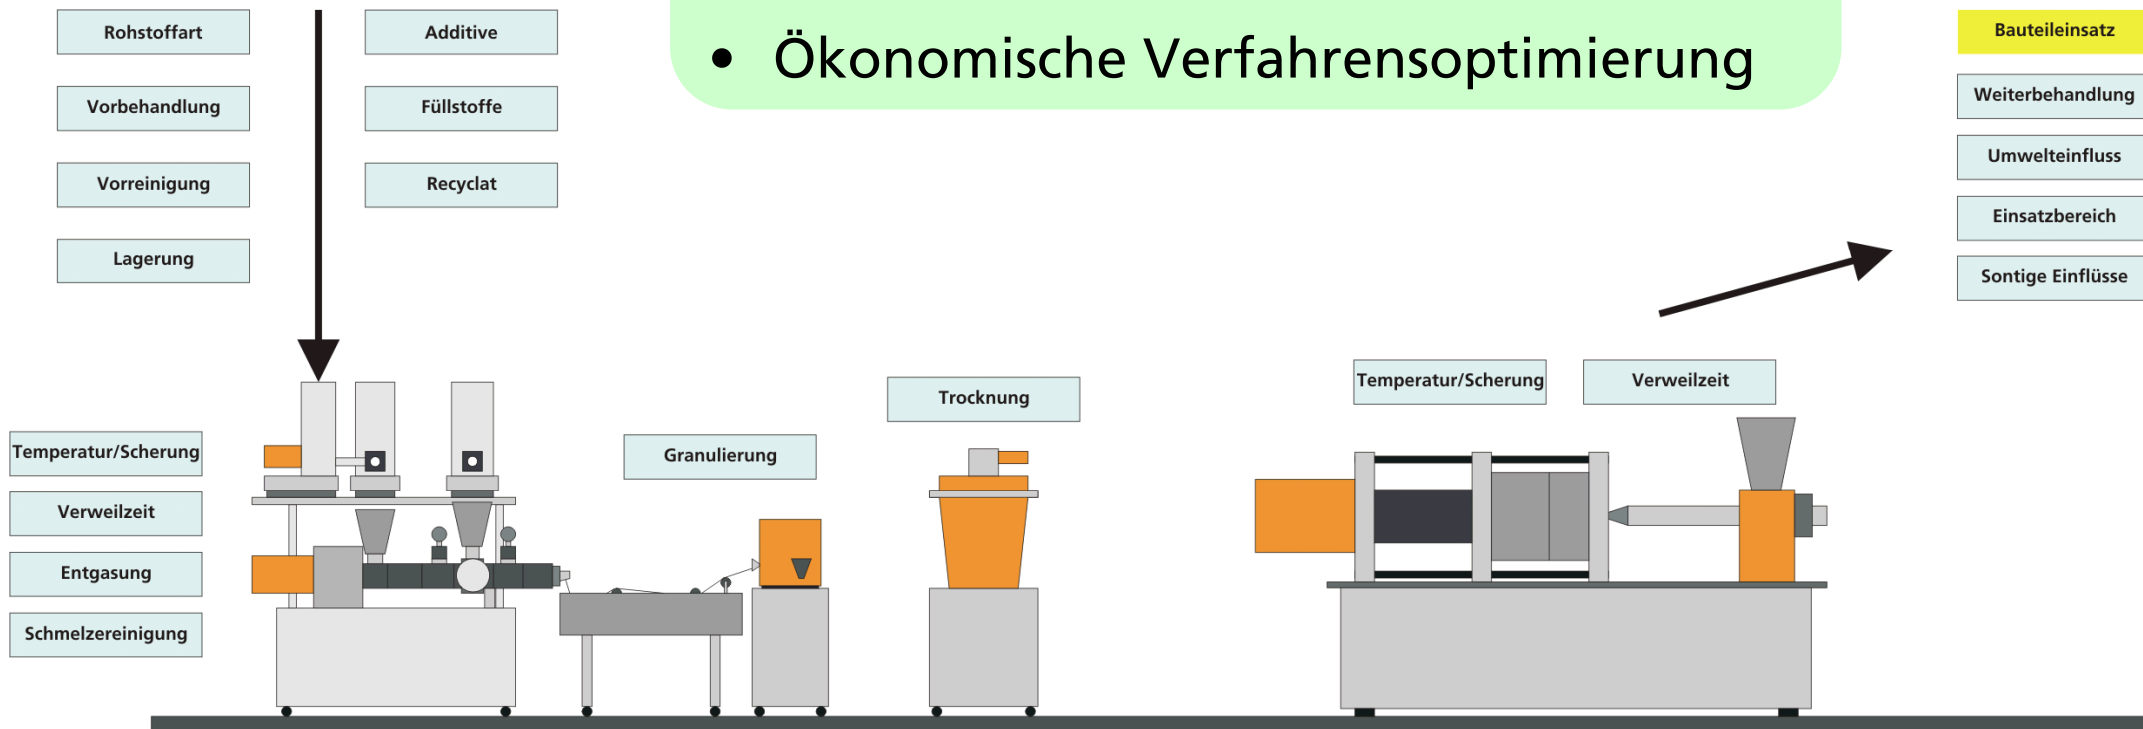 • Ökonomische Verfahrensoptimierung
Rohstoffart
Additive
Vorbehandlung
Füllstoffe
Vorreinigung
Recyclat
Lagerung
Bauteileinsatz
Weiterbehandlung
Umwelteinfluss
Einsatzbereich
Sontige Einflüsse
Temperatur/Scherung
Verweilzeit
Entgasung
Schmelzereinigung
Granulierung
Trocknung
Temperatur/Scherung
Verweilzeit